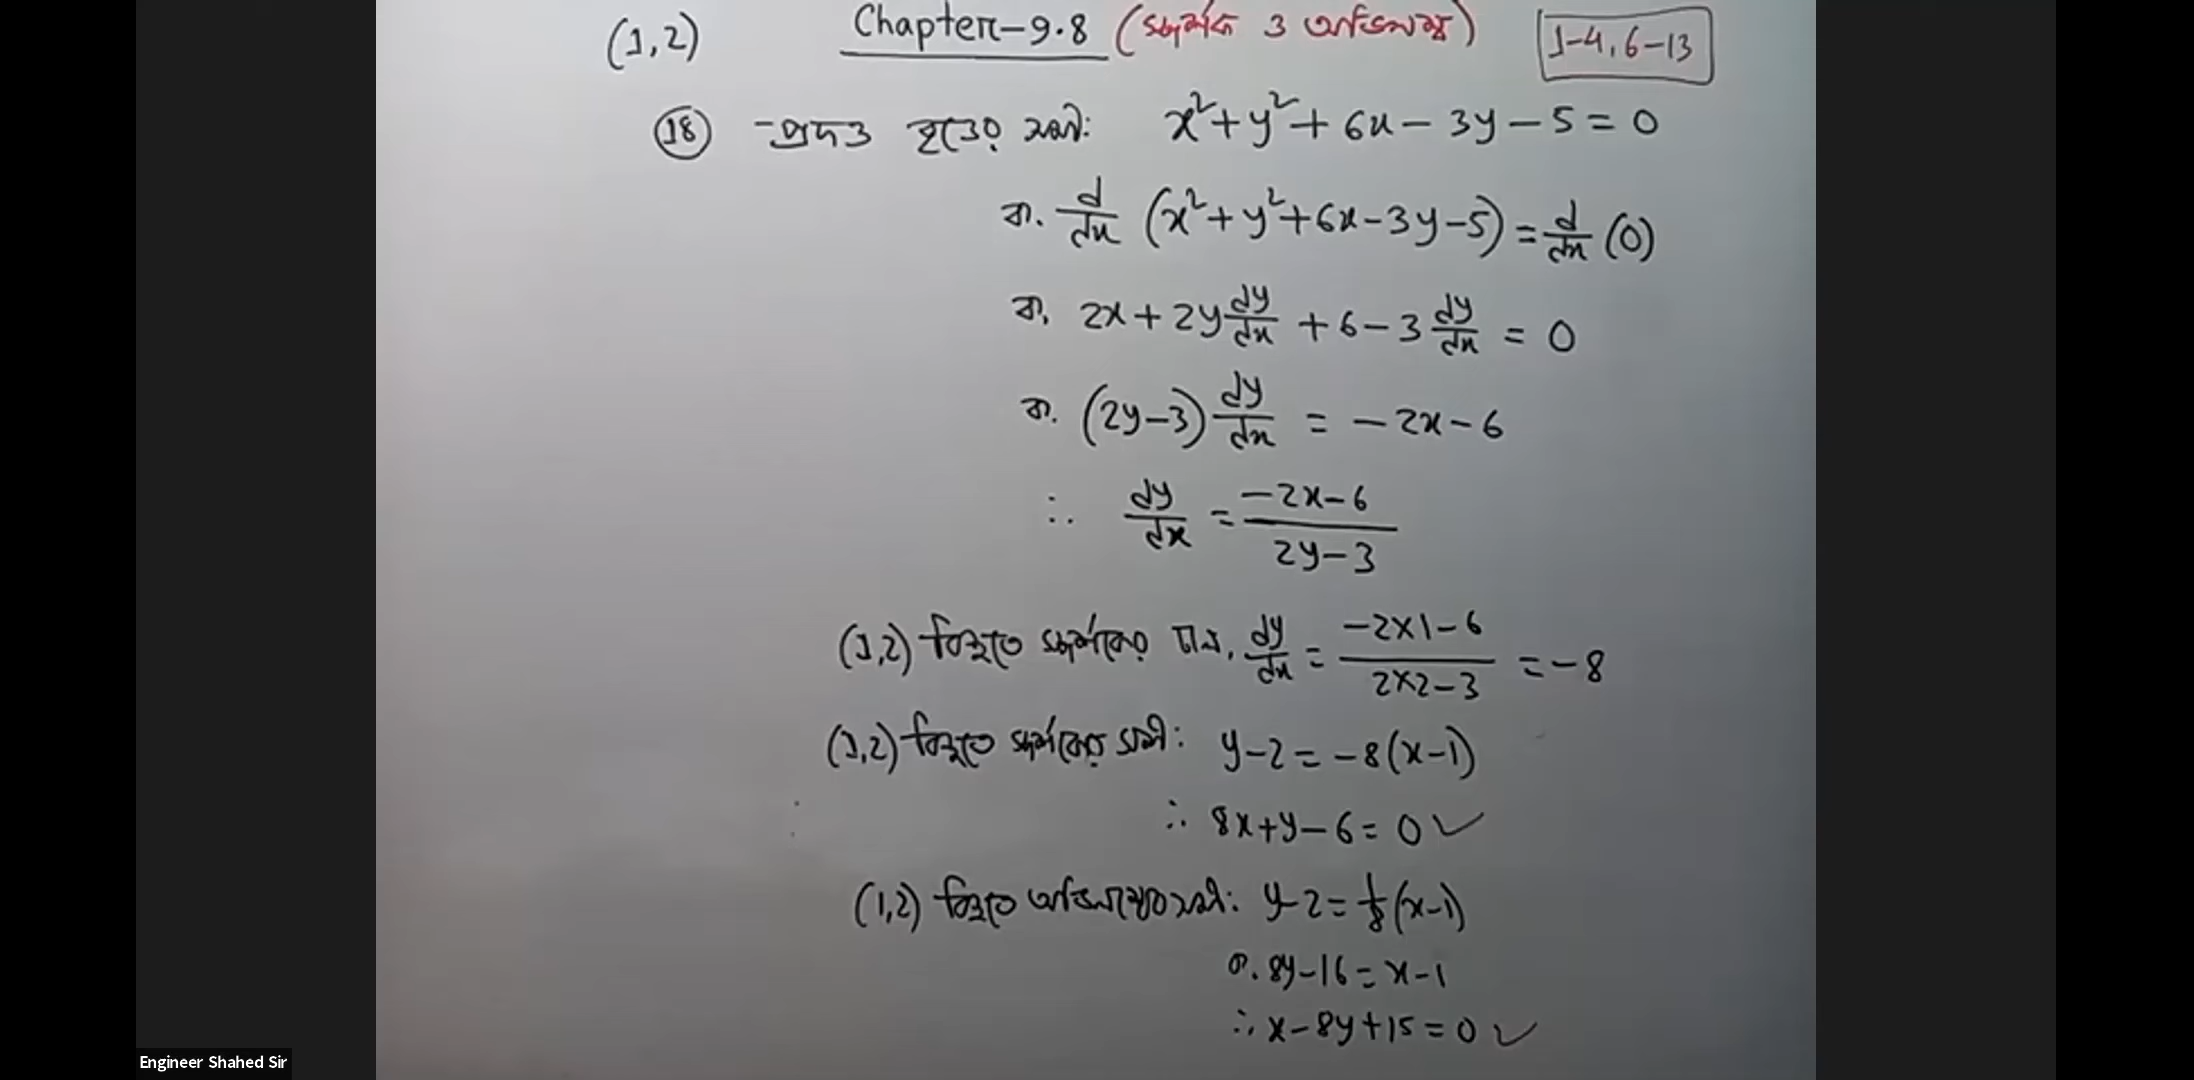 (1,2) Chapter-9.8 (স্পর্শক ও অভিলম্ব) 1-4, 6-13
(18) প্রদত্ত বৃত্তের সমী: x²+y²+6x-3y-5=0
বা, d/dx (x²+y²+6x-3y-5) = d/dx (0)
বা, 2x+2y dy/dx +6-3 dy/dx = 0
বা, (2y-3) dy/dx = -2x-6
∴ dy/dx = (-2x-6)/(2y-3)
(1,2) বিন্দুতে স্পর্শকের ঢাল, dy/dx = (-2×1-6)/(2×2-3) = -8
(1,2) বিন্দুতে স্পর্শকের সমী: y-2=-8(x-1)
∴ 8x+y-6=0 ✓
(1,2) বিন্দুতে অভিলম্বের সমী: y-2=1/8(x-1)
বা, 8y-16=x-1
∴ x-8y+15=0 ✓
Engineer Shahed Sir